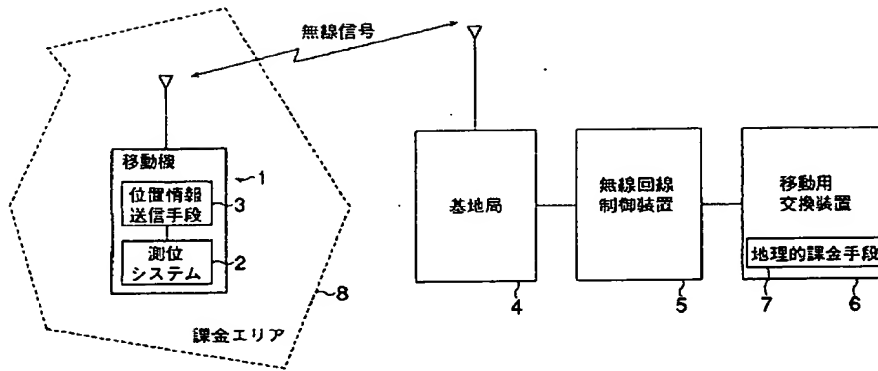 無線信号
移動機
1
位置情報
送信手段
3
測位
システム
2
8
課金エリア
基地局
4
無線回線
制御装置
5
移動用
交換装置
地理的課金手段
7
6